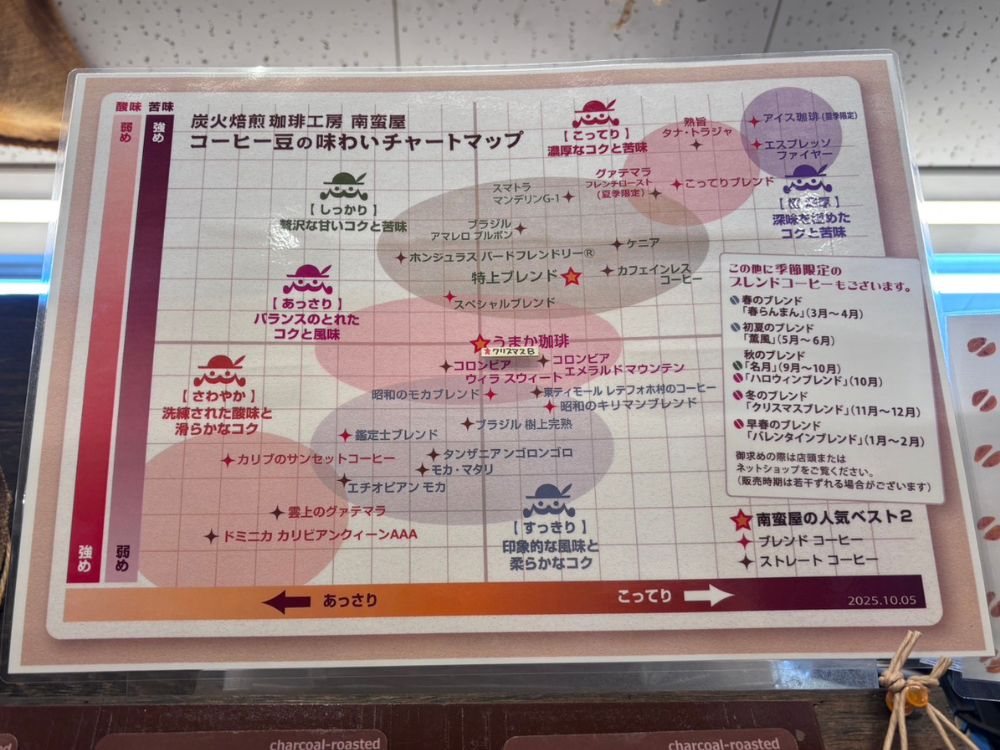 酸味 苦味
弱め 強め
炭火焙煎珈琲工房 南蛮屋
コーヒー豆の味わいチャートマップ
【 こってり 】
濃厚なコクと苦味
熟旨
タナ・トラジャ
アイス珈琲 (夏季限定)
エスプレッソ
ファイヤー
グァテマラ
フレンチロースト
(夏季限定)
こってりブレンド
深味を極めた
コクと苦味
【 しっかり 】
贅沢な甘いコクと苦味
スマトラ
マンデリンG-1
ブラジル
アマレロ ブルボン
ケニア
ホンジュラス バードフレンドリー®
特上ブレンド
カフェインレス
コーヒー
スペシャルブレンド
【 あっさり 】
バランスのとれた
コクと風味
うまか珈琲
クリスマスB
コロンビア
ウィラ スウィート
コロンビア
エメラルド マウンテン
昭和のモカブレンド
東ティモール レテフォホ村のコーヒー
昭和のキリマンブレンド
【 さわやか 】
洗練された酸味と
滑らかなコク
ブラジル 樹上完熟
鑑定士ブレンド
カリブのサンセットコーヒー
タンザニアンゴロンゴロ
モカ・マタリ
エチオピアン モカ
雲上のグァテマラ
ドミニカ カリビアンクィーンAAA
【 すっきり 】
印象的な風味と
柔らかなコク
この他に季節限定の
ブレンドコーヒーもございます。
春のブレンド
「春らんまん」(3月〜4月)
初夏のブレンド
「薫風」(5月〜6月)
秋のブレンド
「名月」(9月〜10月)
「ハロウィンブレンド」(10月)
冬のブレンド
「クリスマスブレンド」(11月〜12月)
早春のブレンド
「バレンタインブレンド」(1月〜2月)
御求めの際は店頭または
ネットショップをご覧ください。
(販売時期は若干ずれる場合がございます)
南蛮屋の人気ベスト2
ブレンド コーヒー
ストレート コーヒー
強め 弱め
あっさり
こってり
2025.10.05
charcoal-roasted
charcoal-roasted